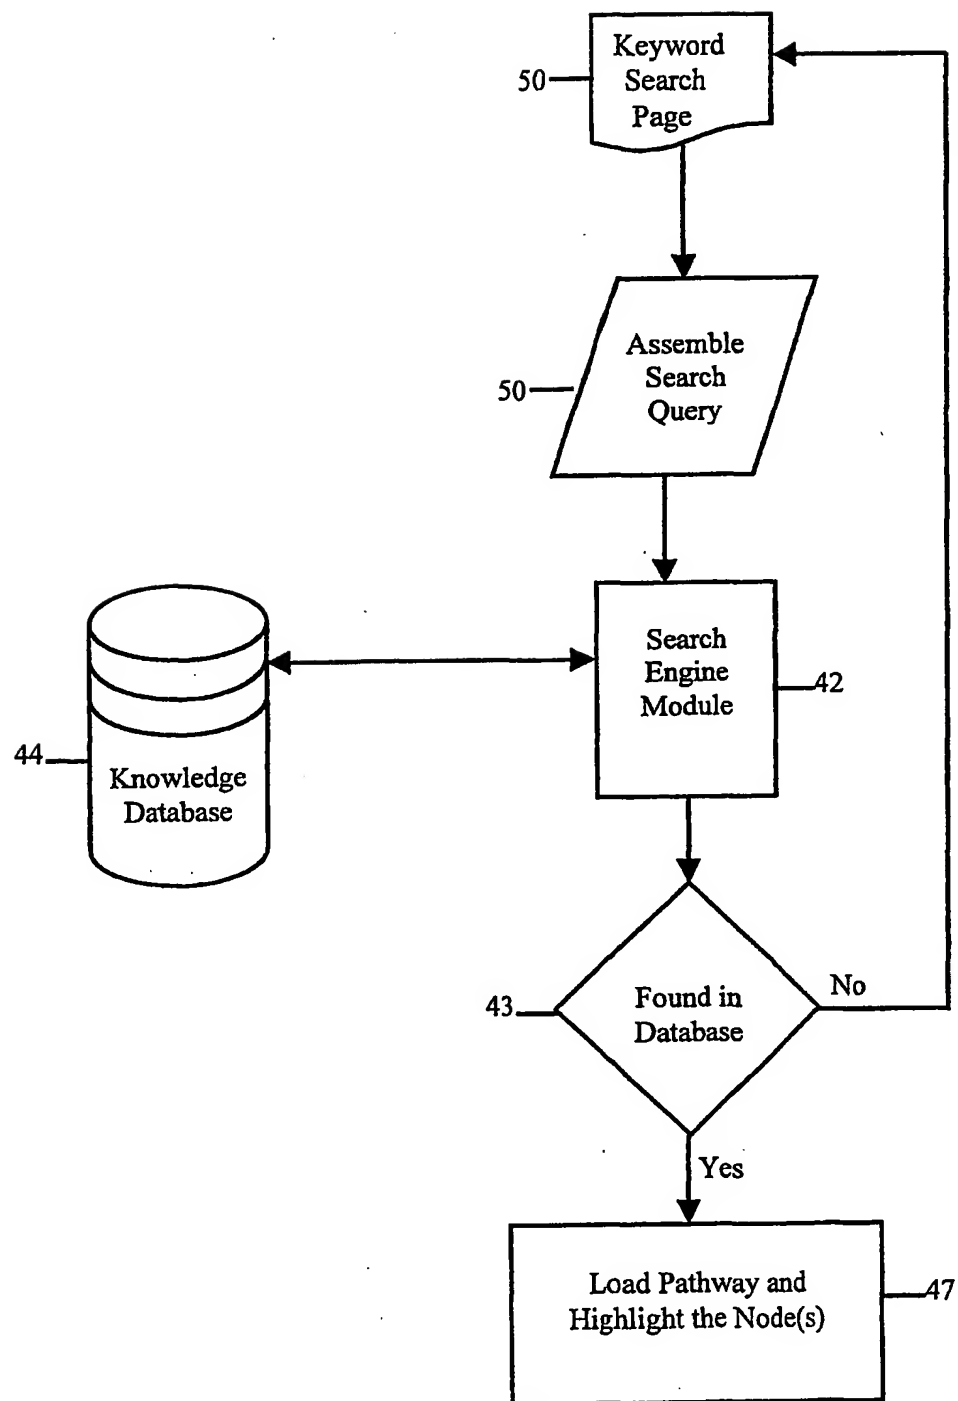 Keyword
Search
Page
50
Assemble
Search
Query
50
Search
Engine
Module
42
44
Knowledge
Database
43
Found in
Database
No
Yes
Load Pathway and
Highlight the Node(s)
47